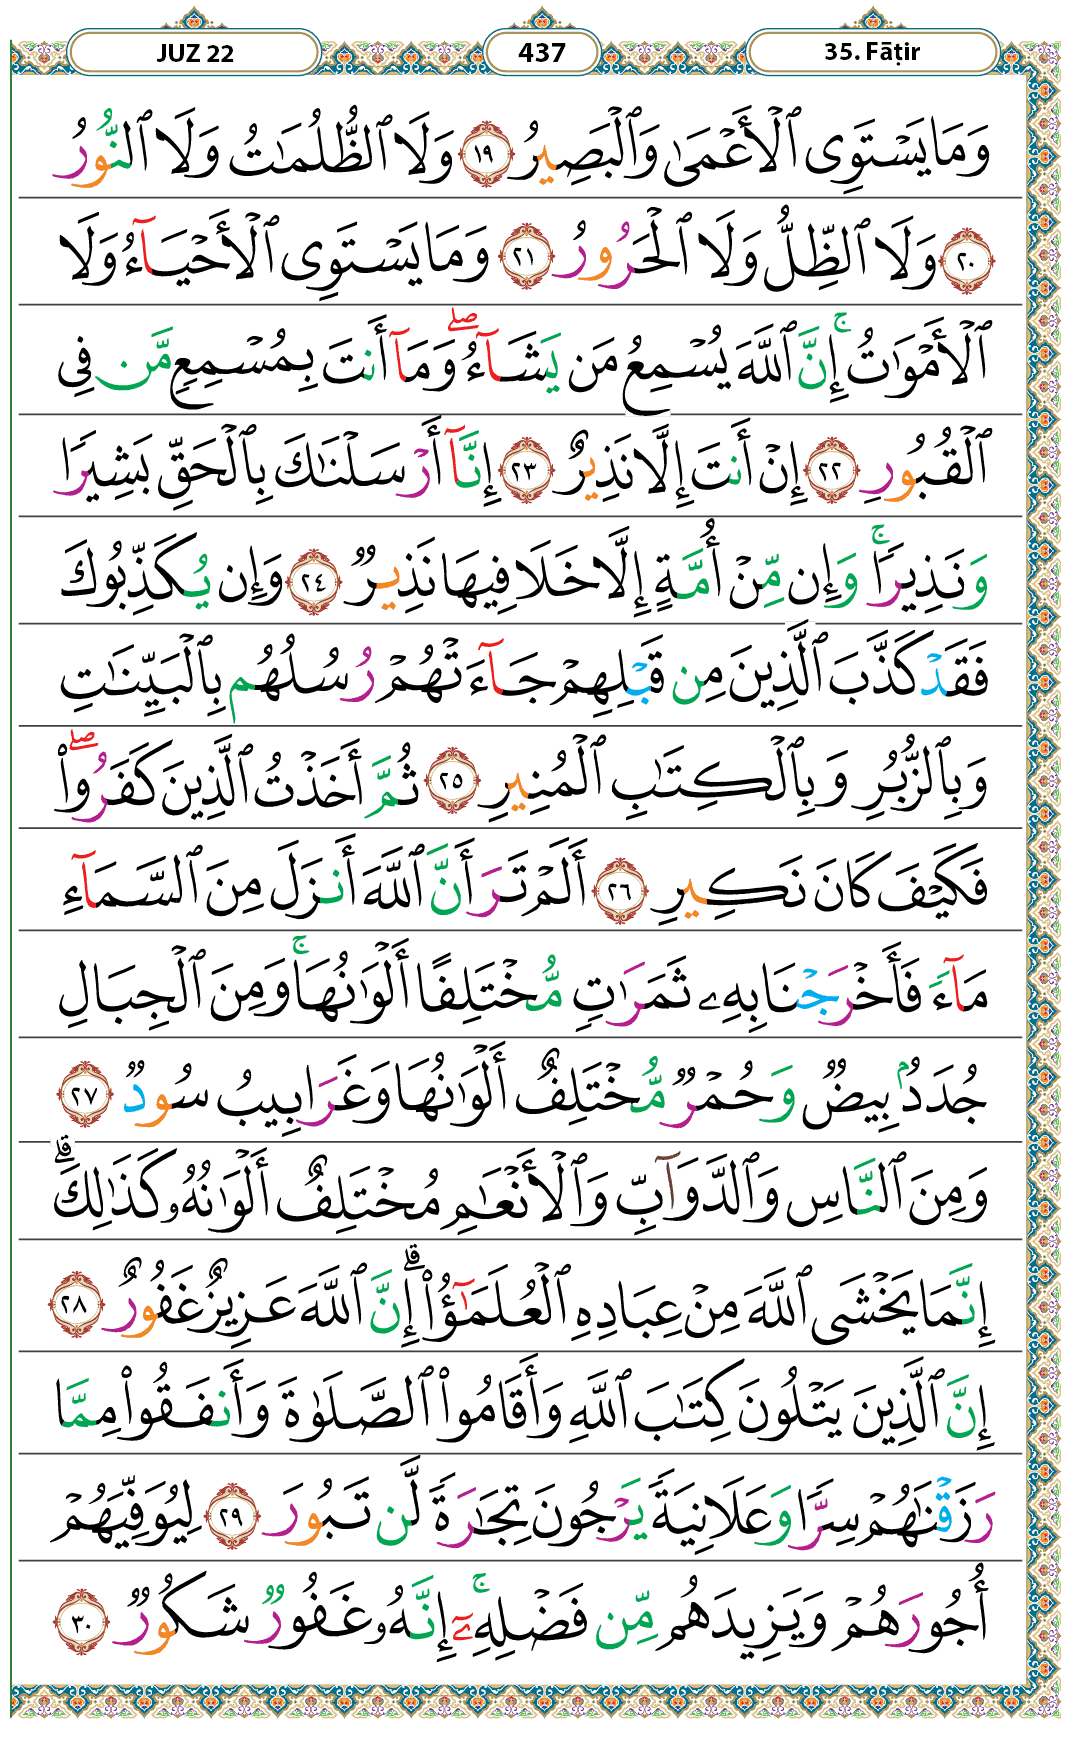 JUZ 22 437 35. Fāṭir
وَمَا يَسْتَوِى ٱلْأَعْمَىٰ وَٱلْبَصِيرُ ١٩ وَلَا ٱلظُّلُمَـٰتُ وَلَا ٱلنُّورُ
٢٠ وَلَا ٱلظِّلُّ وَلَا ٱلْحَرُورُ ٢١ وَمَا يَسْتَوِى ٱلْأَحْيَآءُ وَلَا
ٱلْأَمْوَٰتُ ۚ إِنَّ ٱللَّهَ يُسْمِعُ مَن يَشَآءُ ۖ وَمَآ أَنتَ بِمُسْمِعٍ مَّن فِى
ٱلْقُبُورِ ٢٢ إِنْ أَنتَ إِلَّا نَذِيرٌ ٢٣ إِنَّآ أَرْسَلْنَـٰكَ بِٱلْحَقِّ بَشِيرًا
وَنَذِيرًا ۚ وَإِن مِّنْ أُمَّةٍ إِلَّا خَلَا فِيهَا نَذِيرٌ ٢٤ وَإِن يُكَذِّبُوكَ
فَقَدْ كَذَّبَ ٱلَّذِينَ مِن قَبْلِهِمْ جَآءَتْهُمْ رُسُلُهُم بِٱلْبَيِّنَـٰتِ
وَبِٱلزُّبُرِ وَبِٱلْكِتَـٰبِ ٱلْمُنِيرِ ٢٥ ثُمَّ أَخَذْتُ ٱلَّذِينَ كَفَرُوا۟ ۖ
فَكَيْفَ كَانَ نَكِيرِ ٢٦ أَلَمْ تَرَ أَنَّ ٱللَّهَ أَنزَلَ مِنَ ٱلسَّمَآءِ
مَآءً فَأَخْرَجْنَا بِهِۦ ثَمَرَٰتٍ مُّخْتَلِفًا أَلْوَٰنُهَا ۚ وَمِنَ ٱلْجِبَالِ
جُدَدٌۢ بِيضٌ وَحُمْرٌ مُّخْتَلِفٌ أَلْوَٰنُهَا وَغَرَابِيبُ سُودٌ ٢٧
وَمِنَ ٱلنَّاسِ وَٱلدَّوَآبِّ وَٱلْأَنْعَـٰمِ مُخْتَلِفٌ أَلْوَٰنُهُۥ كَذَٰلِكَ ۗ
إِنَّمَا يَخْشَى ٱللَّهَ مِنْ عِبَادِهِ ٱلْعُلَمَـٰٓؤُا۟ ۗ إِنَّ ٱللَّهَ عَزِيزٌ غَفُورٌ ٢٨
إِنَّ ٱلَّذِينَ يَتْلُونَ كِتَـٰبَ ٱللَّهِ وَأَقَامُوا۟ ٱلصَّلَوٰةَ وَأَنفَقُوا۟ مِمَّا
رَزَقْنَـٰهُمْ سِرًّا وَعَلَانِيَةً يَرْجُونَ تِجَـٰرَةً لَّن تَبُورَ ٢٩ لِيُوَفِّيَهُمْ
أُجُورَهُمْ وَيَزِيدَهُم مِّن فَضْلِهِۦٓ ۚ إِنَّهُۥ غَفُورٌ شَكُورٌ ٣٠